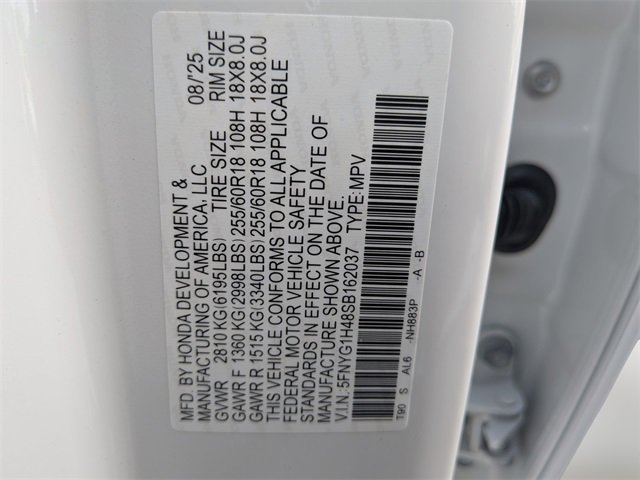 MFD. BY HONDA DEVELOPMENT & 08/'25
MANUFACTURING OF AMERICA, LLC
GVWR 2810 KG(6195LBS) TIRE SIZE RIM SIZE
GAWR F 1360 KG(2998LBS) 255/60R18 108H 18X8.0J
GAWR R 1515 KG(3340LBS) 255/60R18 108H 18X8.0J
THIS VEHICLE CONFORMS TO ALL APPLICABLE
FEDERAL MOTOR VEHICLE SAFETY
STANDARDS IN EFFECT ON THE DATE OF
MANUFACTURE SHOWN ABOVE.
V.I.N.:5FNYG1H48SB162037 TYPE:MPV
T90 S AL6 -NH883P -A -B